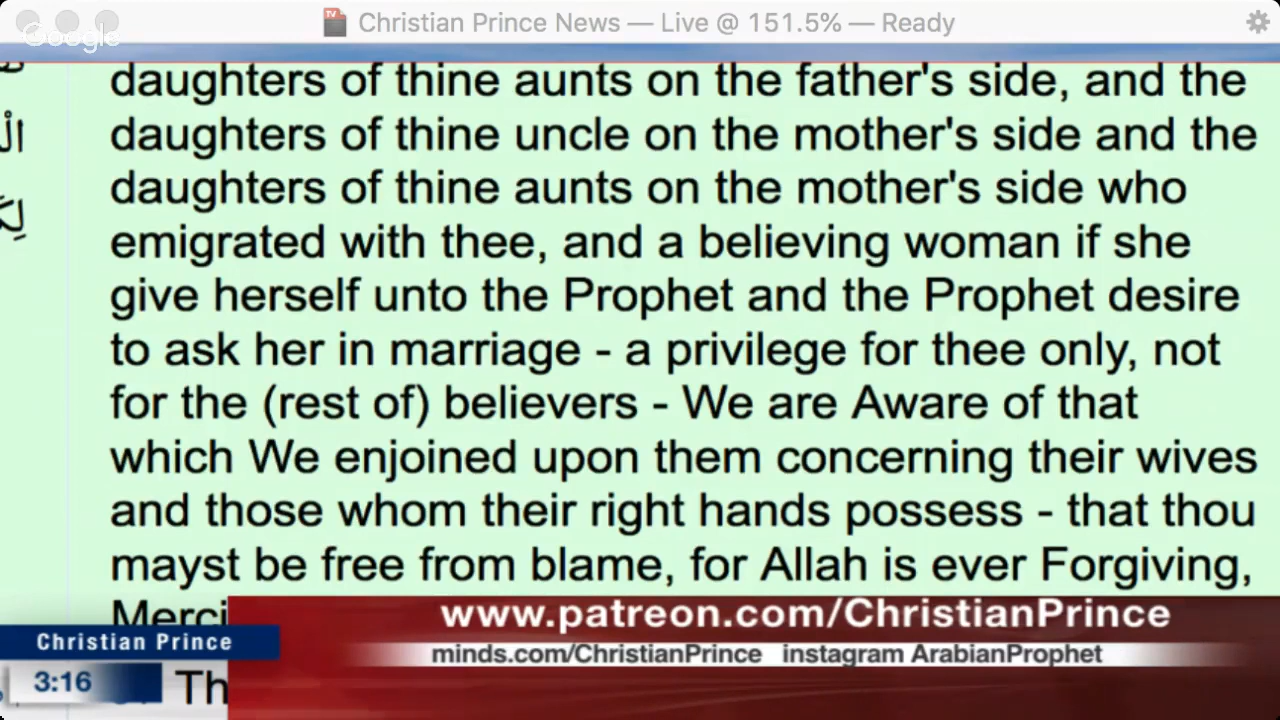 Christian Prince News — Live @ 151.5% — Ready
Google
daughters of thine aunts on the father's side, and the
daughters of thine uncle on the mother's side and the
daughters of thine aunts on the mother's side who
emigrated with thee, and a believing woman if she
give herself unto the Prophet and the Prophet desire
to ask her in marriage - a privilege for thee only, not
for the (rest of) believers - We are Aware of that
which We enjoined upon them concerning their wives
and those whom their right hands possess - that thou
mayst be free from blame, for Allah is ever Forgiving,
Merci
www.patreon.com/ChristianPrince
Christian Prince
minds.com/ChristianPrince instagram ArabianProphet
3:16
Th